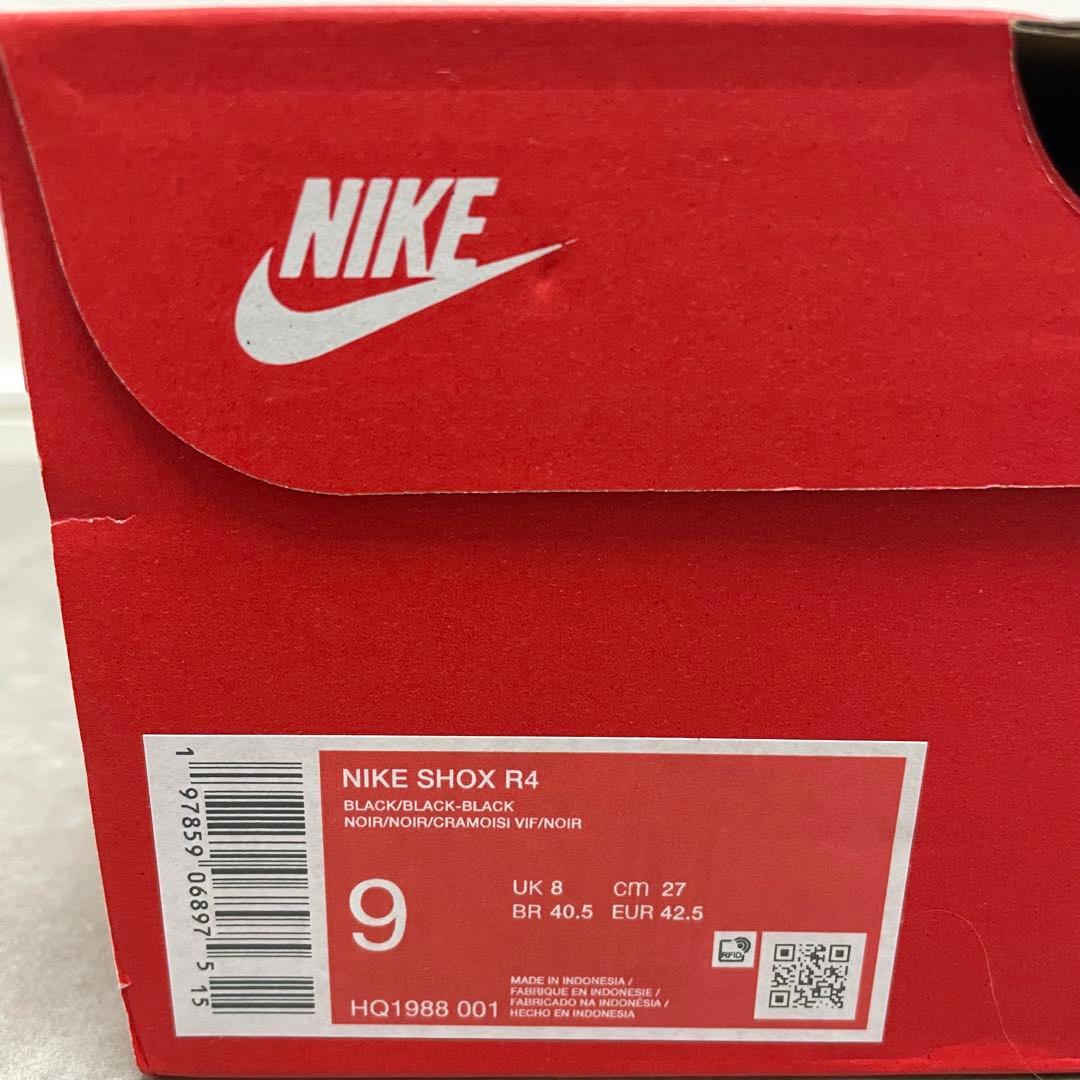 NIKE
NIKE SHOX R4
BLACK/BLACK-BLACK
NOIR/NOIR/CRAMOISI VIF/NOIR
9
UK 8 cm 27
BR 40.5 EUR 42.5
RFID
MADE IN INDONESIA /
FABRIQUE EN INDONESIE /
FABRICADO NA INDONÉSIA /
HECHO EN INDONESIA
HQ1988 001
1 97859 06897 5 15